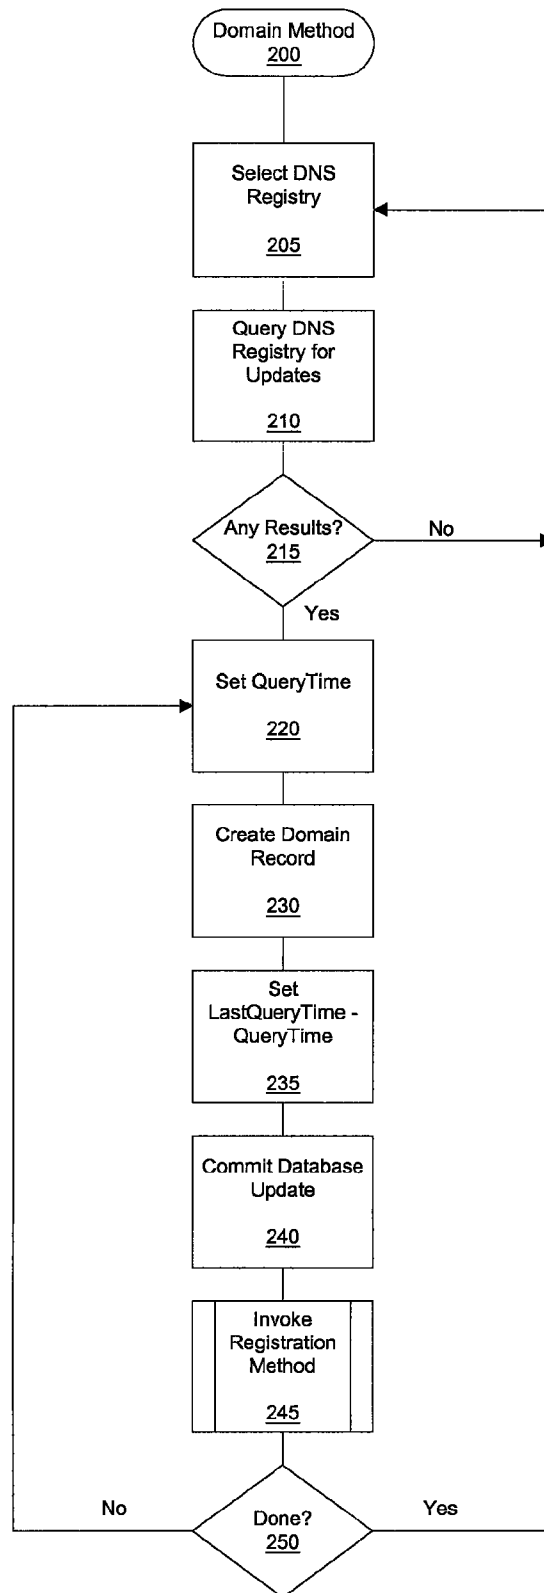 Domain Method
200
Select DNS
Registry
205
Query DNS
Registry for
Updates
210
Any Results?
215
No
Yes
Set QueryTime
220
Create Domain
Record
230
Set
LastQueryTime -
QueryTime
235
Commit Database
Update
240
Invoke
Registration
Method
245
No
Done?
250
Yes